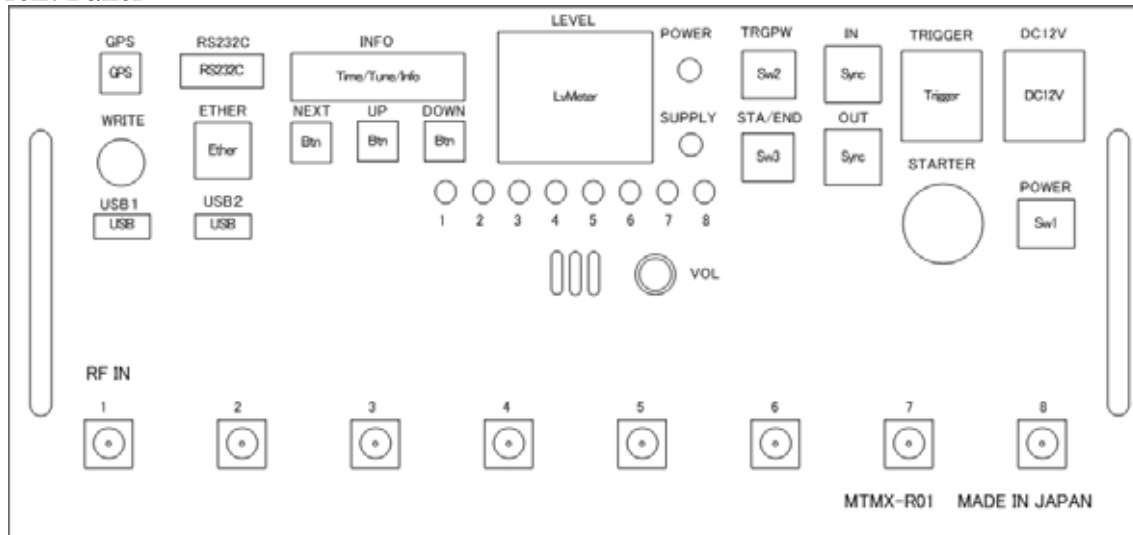 GPS RS232C INFO LEVEL POWER TRGPW IN TRIGGER DC12V
GPS RS232C Time/Tune/Info LvMeter Sw2 Sync Trigger DC12V
WRITE ETHER NEXT UP DOWN SUPPLY STA/END OUT
Ether Btn Btn Btn Sw3 Sync
STARTER
USB1 USB2 POWER
USB USB 1 2 3 4 5 6 7 8 Sw1
VOL
RF IN
1 2 3 4 5 6 7 8
MTMX-R01 MADE IN JAPAN